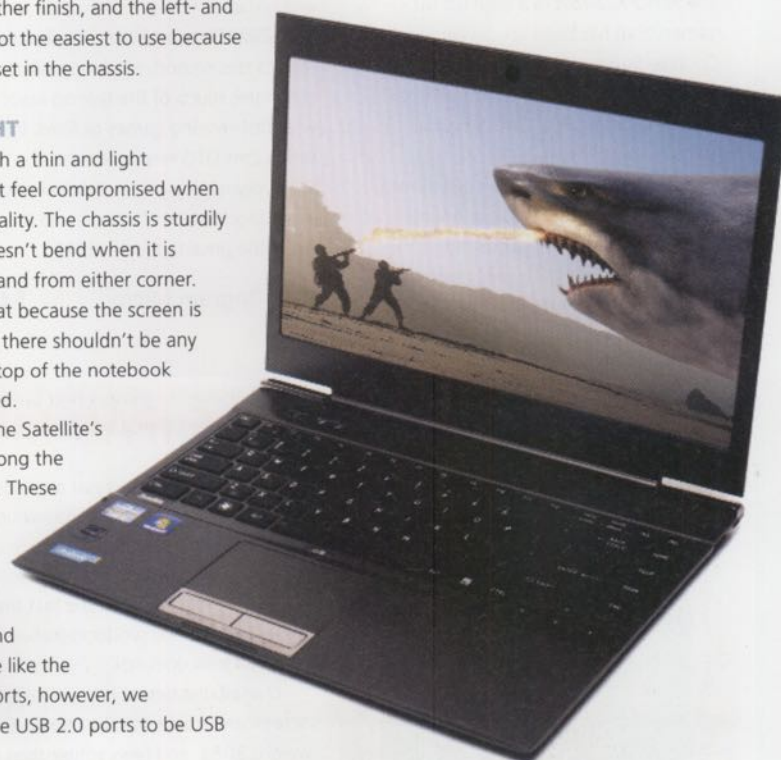 ther finish, and the left- and
ot the easiest to use because
set in the chassis.
HT
h a thin and light
t feel compromised when
ality. The chassis is sturdily
esn't bend when it is
and from either corner.
at because the screen is
there shouldn't be any
top of the notebook
d.
he Satellite's
ong the
These
nd
e like the
orts, however, we
e USB 2.0 ports to be USB